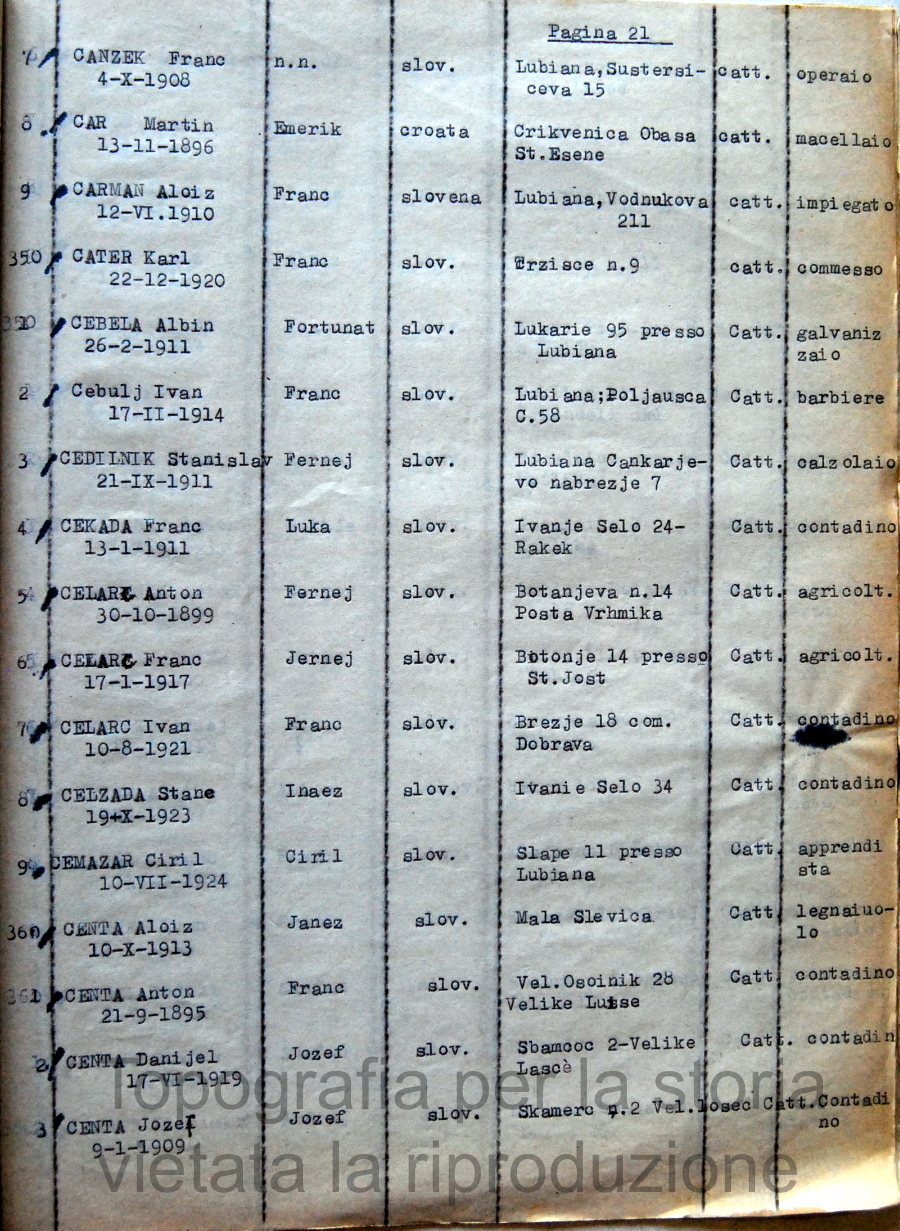 Pagina 21
7 CANZEK Franc n.n. slov. Lubiana,Sustersi- catt. operaio
4-X-1908 ceva 15
8 CAR Martin Emerik croata Crikvenica Obasa catt. macellaio
13-11-1896 St.Esene
9 CARMAN Aloiz Franc slovena Lubiana,Vodnukova catt. impiegato
12-VI.1910 211
350 CATER Karl Franc slov. Erzisce n.9 catt. commesso
22-12-1920
CEBELA Albin Fortunat slov. Lukarie 95 presso Catt. galvaniz
26-2-1911 Lubiana zaio
2 Cebulj Ivan Franc slov. Lubiana;Poljausca Catt. barbiere
17-II-1914 C.58
3 CEDILNIK Stanislav Fernej slov. Lubiana Cankarje- Catt. calzolaio
21-IX-1911 vo nabrezje 7
4 CEKADA Franc Luka slov. Ivanje Selo 24- Catt. contadino
13-1-1911 Rakek
5 CELARC Anton Fernej slov. Botanjeva n.14 Catt. agricolt.
30-10-1899 Posta Vrhmika
6 CELARC Franc Jernej slov. Botonje 14 presso Catt. agricolt.
17-1-1917 St.Jost
7 CELARC Ivan Franc slov. Brezje 18 com. Catt. contadino
10-8-1921 Dobrava
8 CELZADA Stane Inaez slov. Ivanie Selo 34 Catt. contadino
19+X-1923
9 CEMAZAR Ciril Ciril slov. Slape 11 presso Catt. apprendi
10-VII-1924 Lubiana sta
360 CENTA Aloiz Janez slov. Mala Slevica Catt legnaiuo-
10-X-1913 lo
361 CENTA Anton Franc slov. Vel.Osoinik 28 Catt. contadino
21-9-1895 Velike Lusse
2 CENTA Danijel Jozef slov. Sbamcoc 2-Velike Catt. contadin
17-VI-1919 Lascè
3 CENTA Jozef Jozef slov. Skamerc n.2 Vel.losec Catt.Contadi
9-1-1909 no
Topografia per la storia
vietata la riproduzione